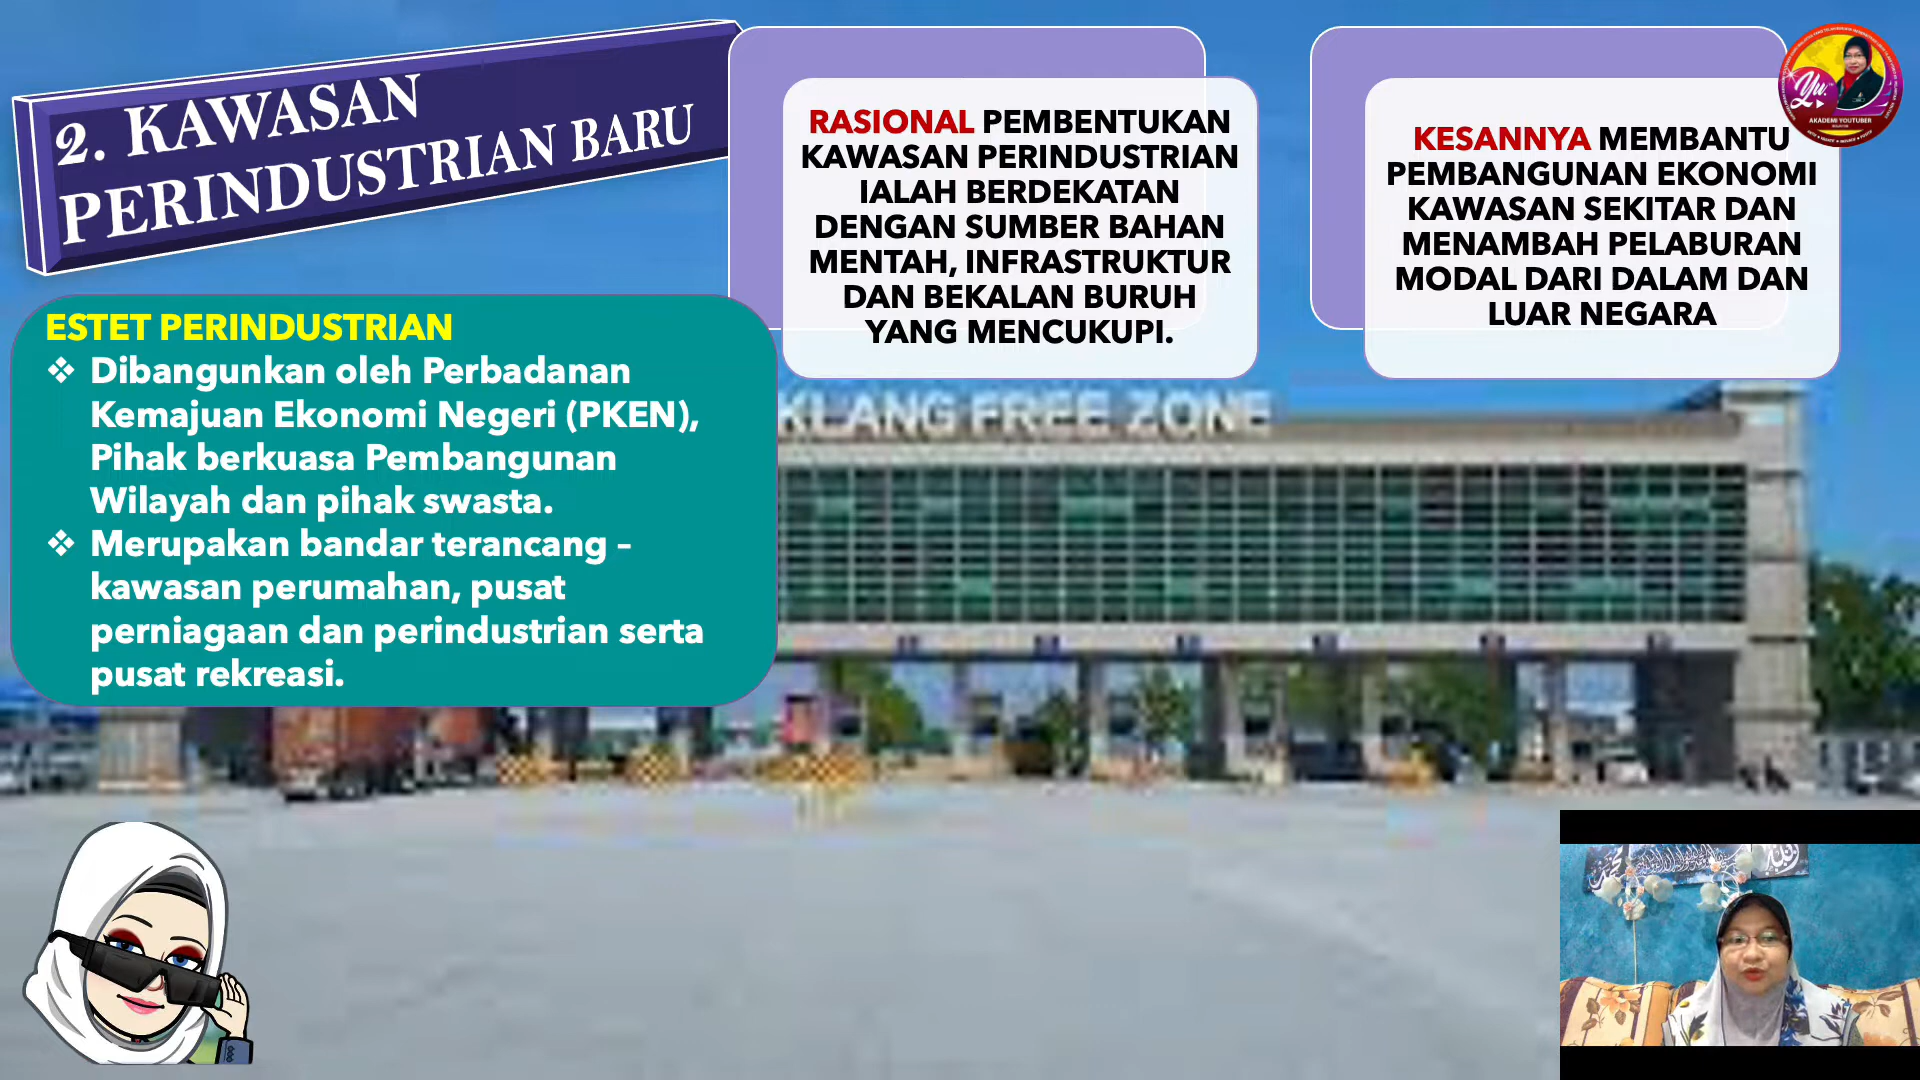 2. KAWASAN
PERINDUSTRIAN BARU
RASIONAL PEMBENTUKAN
KAWASAN PERINDUSTRIAN
IALAH BERDEKATAN
DENGAN SUMBER BAHAN
MENTAH, INFRASTRUKTUR
DAN BEKALAN BURUH
YANG MENCUKUPI.
KESANNYA MEMBANTU
PEMBANGUNAN EKONOMI
KAWASAN SEKITAR DAN
MENAMBAH PELABURAN
MODAL DARI DALAM DAN
LUAR NEGARA
Yu.
AKADEMI YOUTUBER
ESTET PERINDUSTRIAN
❖ Dibangunkan oleh Perbadanan
Kemajuan Ekonomi Negeri (PKEN),
Pihak berkuasa Pembangunan
Wilayah dan pihak swasta.
❖ Merupakan bandar terancang –
kawasan perumahan, pusat
perniagaan dan perindustrian serta
pusat rekreasi.
KLANG FREE ZONE